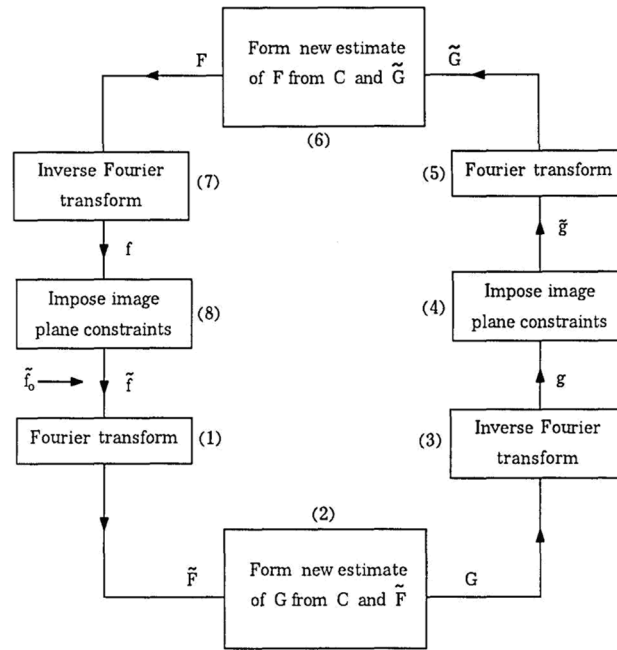 F
Form new estimate
of F from C and G̃
G̃
(6)
Inverse Fourier
transform
(7)
(5)
Fourier transform
f
g̃
Impose image
plane constraints
(8)
(4)
Impose image
plane constraints
f̃₀
f̃
g
Fourier transform
(1)
(3)
Inverse Fourier
transform
(2)
F̃
Form new estimate
of G from C and F̃
G